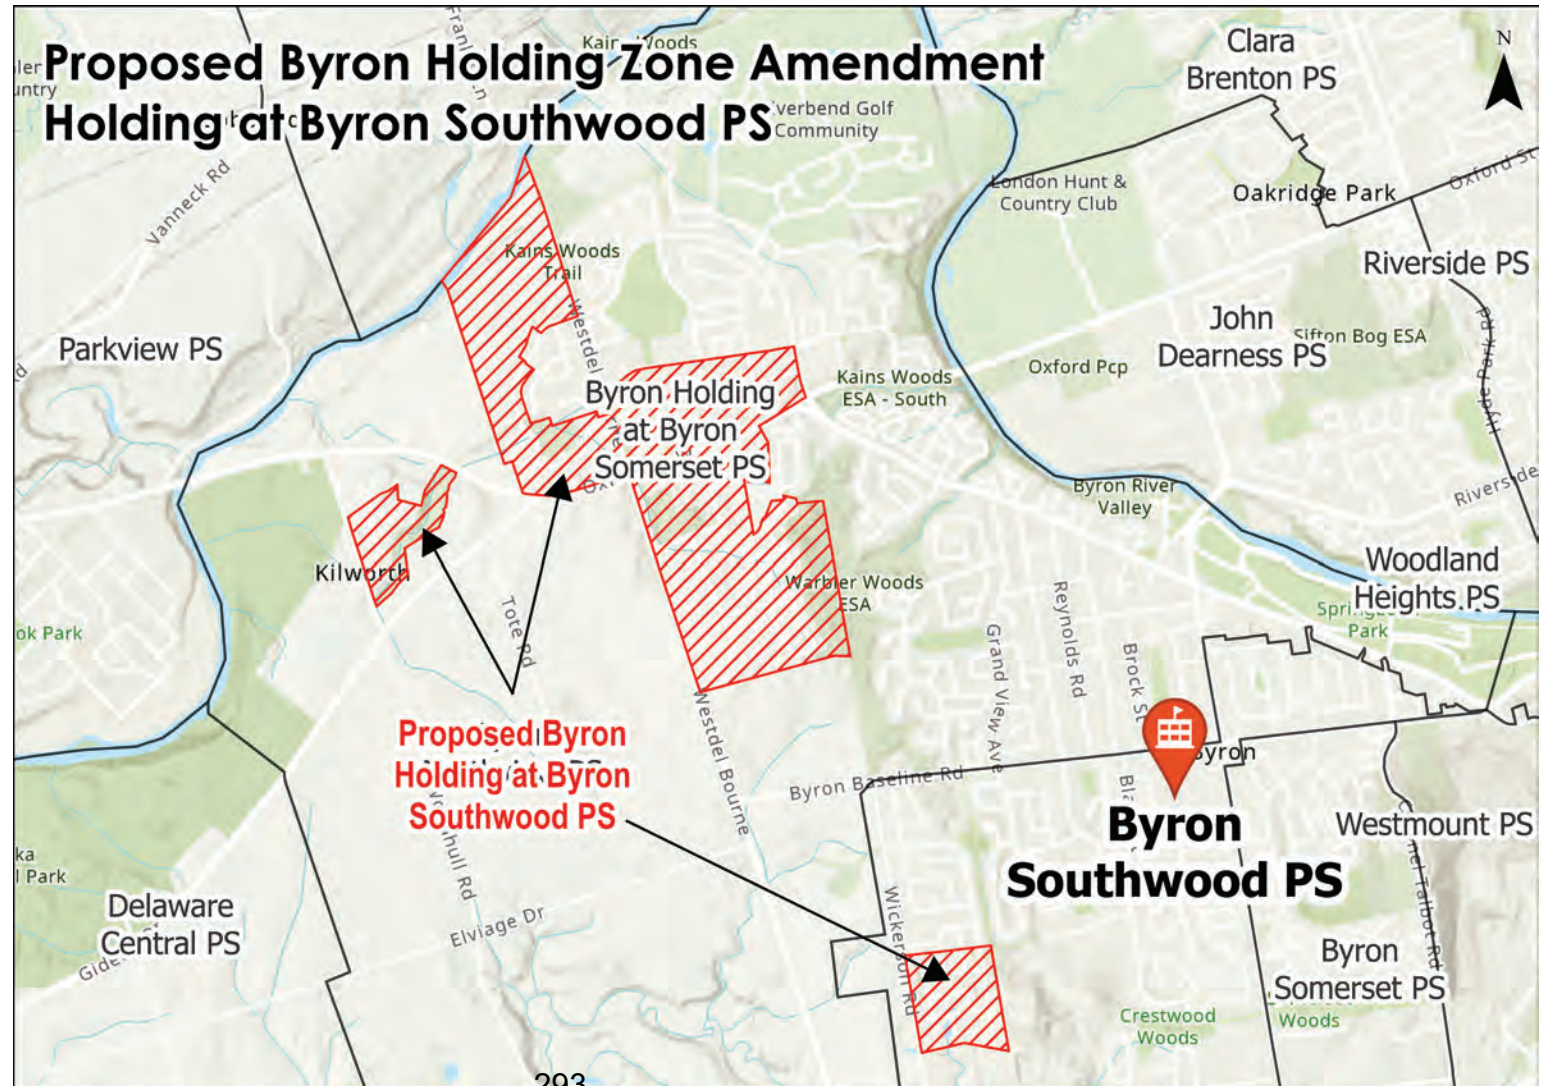 Proposed Byron Holding Zone Amendment
Holding at Byron Southwood PS
Clara
Brenton PS
N
Riverbend Golf
Community
Vanneck Rd
London Hunt &
Country Club
Oakridge Park
Oxford St
Kains Woods
Trail
Riverside PS
Westdel
Parkview PS
John
Dearness PS
Sifton Bog ESA
Hyde Park Rd
Oxford Pcp
Kains Woods
ESA - South
Byron Holding
at Byron
Somerset PS
Byron River
Valley
Riverside
Kilworth
Woodland
Heights PS
Warbler Woods
ESA
Park
ok Park
Tote Rd
Grand View Ave
Reynolds Rd
Brock St
Proposed Byron
Holding at Byron
Southwood PS
Westdel Bourne
Byron Baseline Rd
Byron
Byron
Southwood PS
Westmount PS
ka
l Park
Delaware
Central PS
Elviage Dr
Wickerson Rd
Byron
Somerset PS
Crestwood
Woods
Woods
293